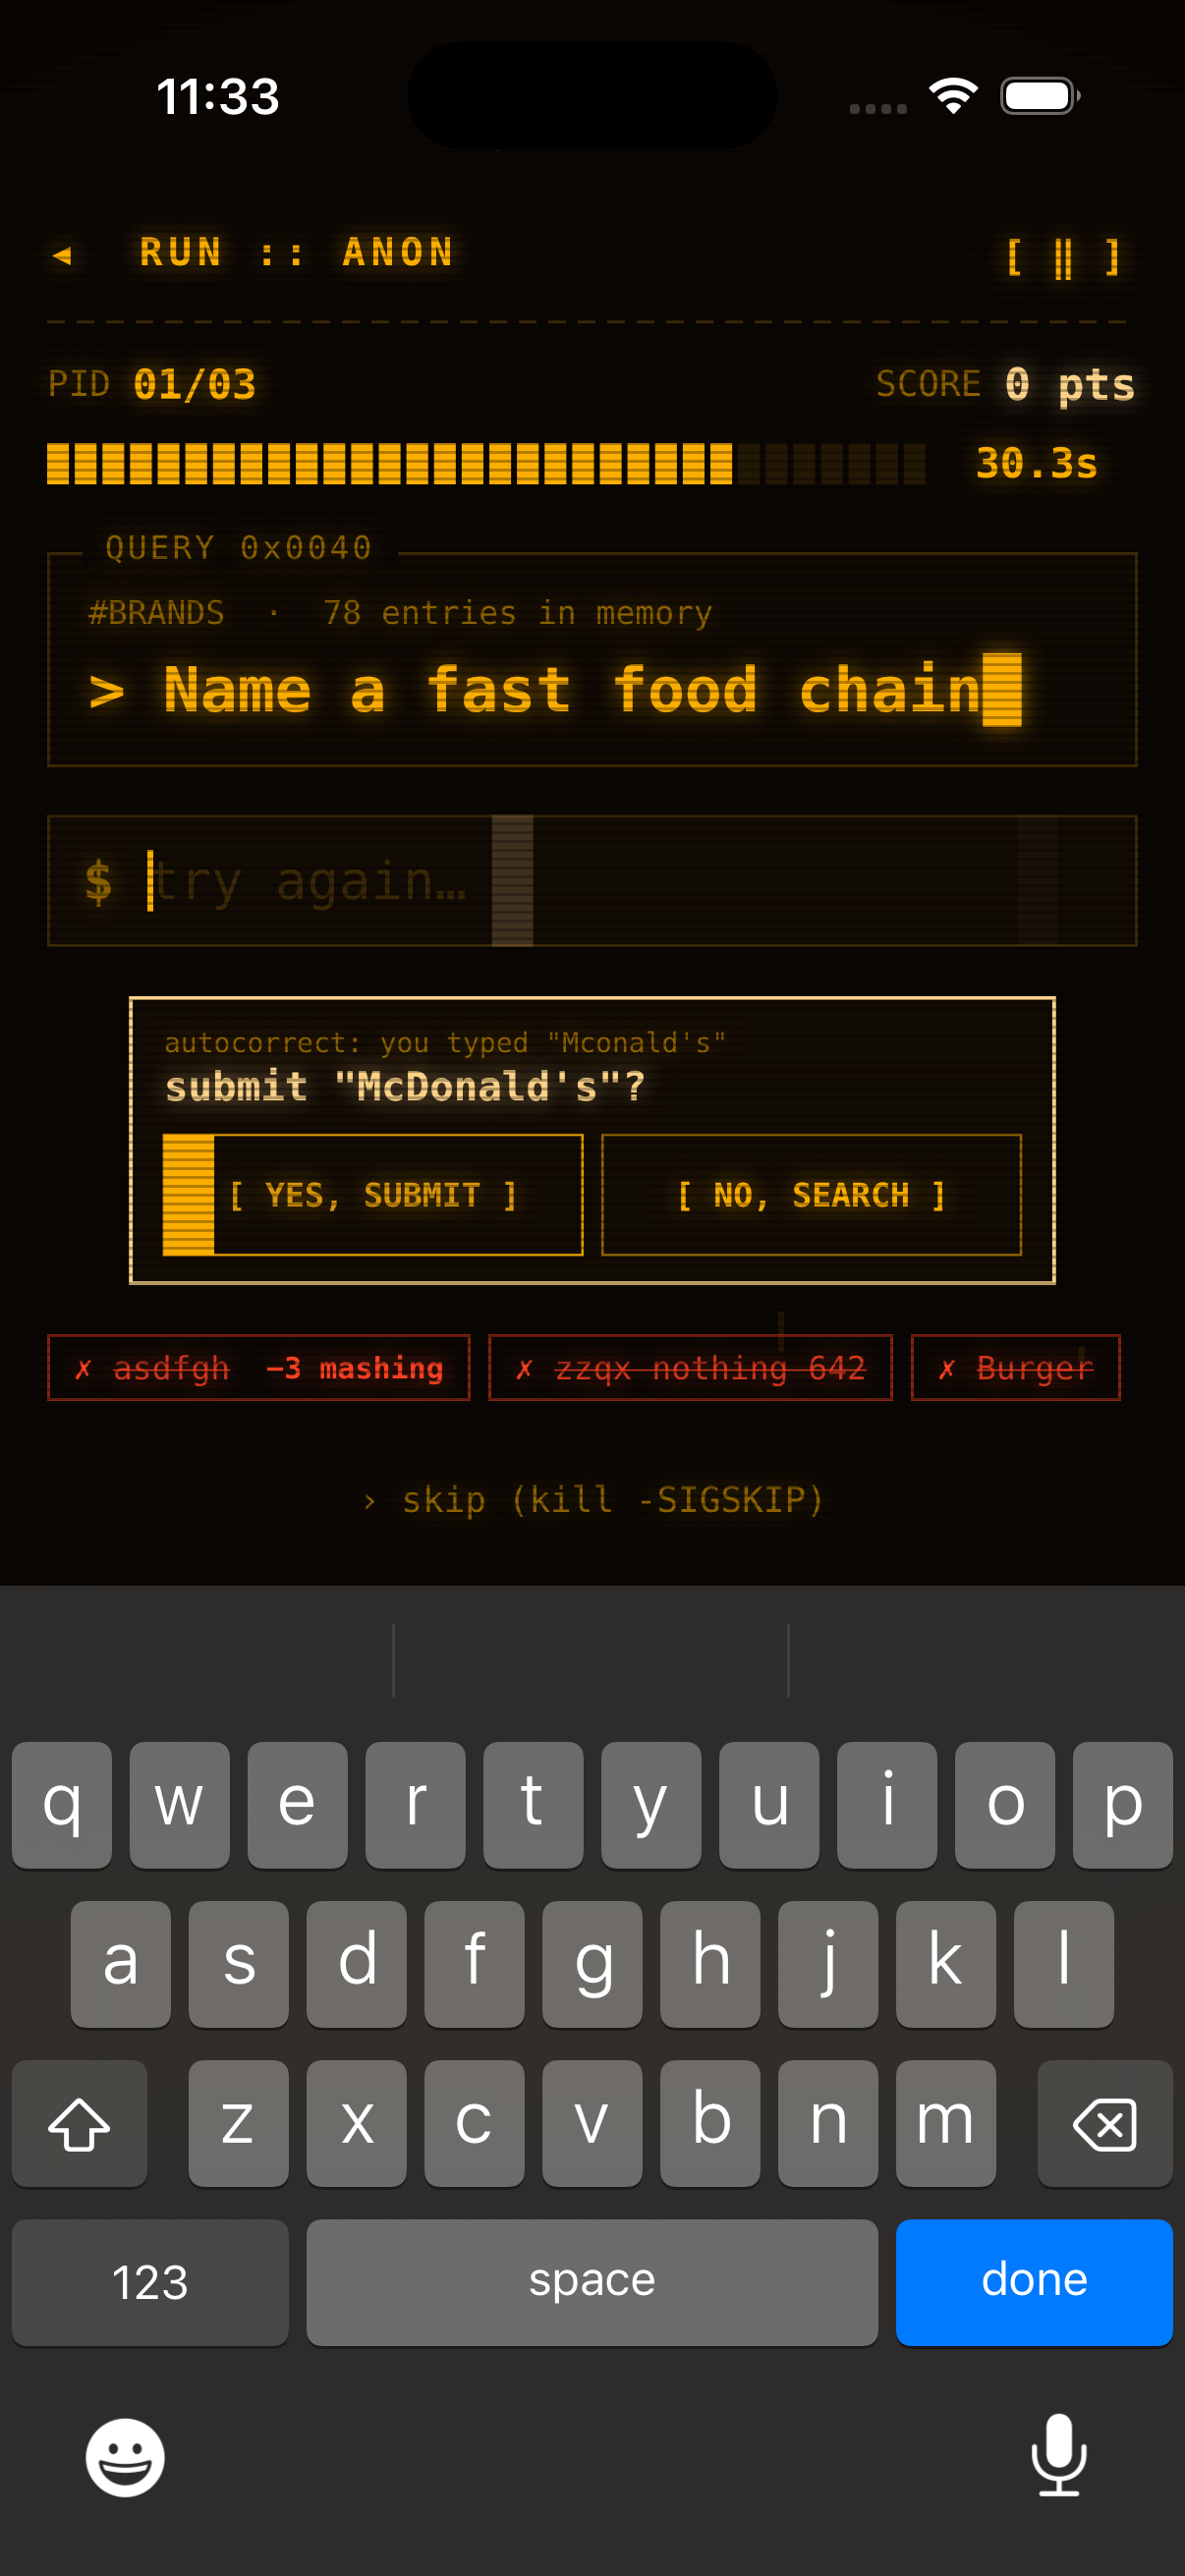 11:33
◂ RUN :: ANON [ ‖ ]
PID 01/03 SCORE 0 pts
30.3s
QUERY 0x0040
#BRANDS · 78 entries in memory
> Name a fast food chain
$ try again…
autocorrect: you typed "Mconald's"
submit "McDonald's"?
[ YES, SUBMIT ] [ NO, SEARCH ]
✗ asdfgh −3 mashing ✗ zzqx nothing 642 ✗ Burger
› skip (kill -SIGSKIP)
q w e r t y u i o p
a s d f g h j k l
z x c v b n m
123 space done